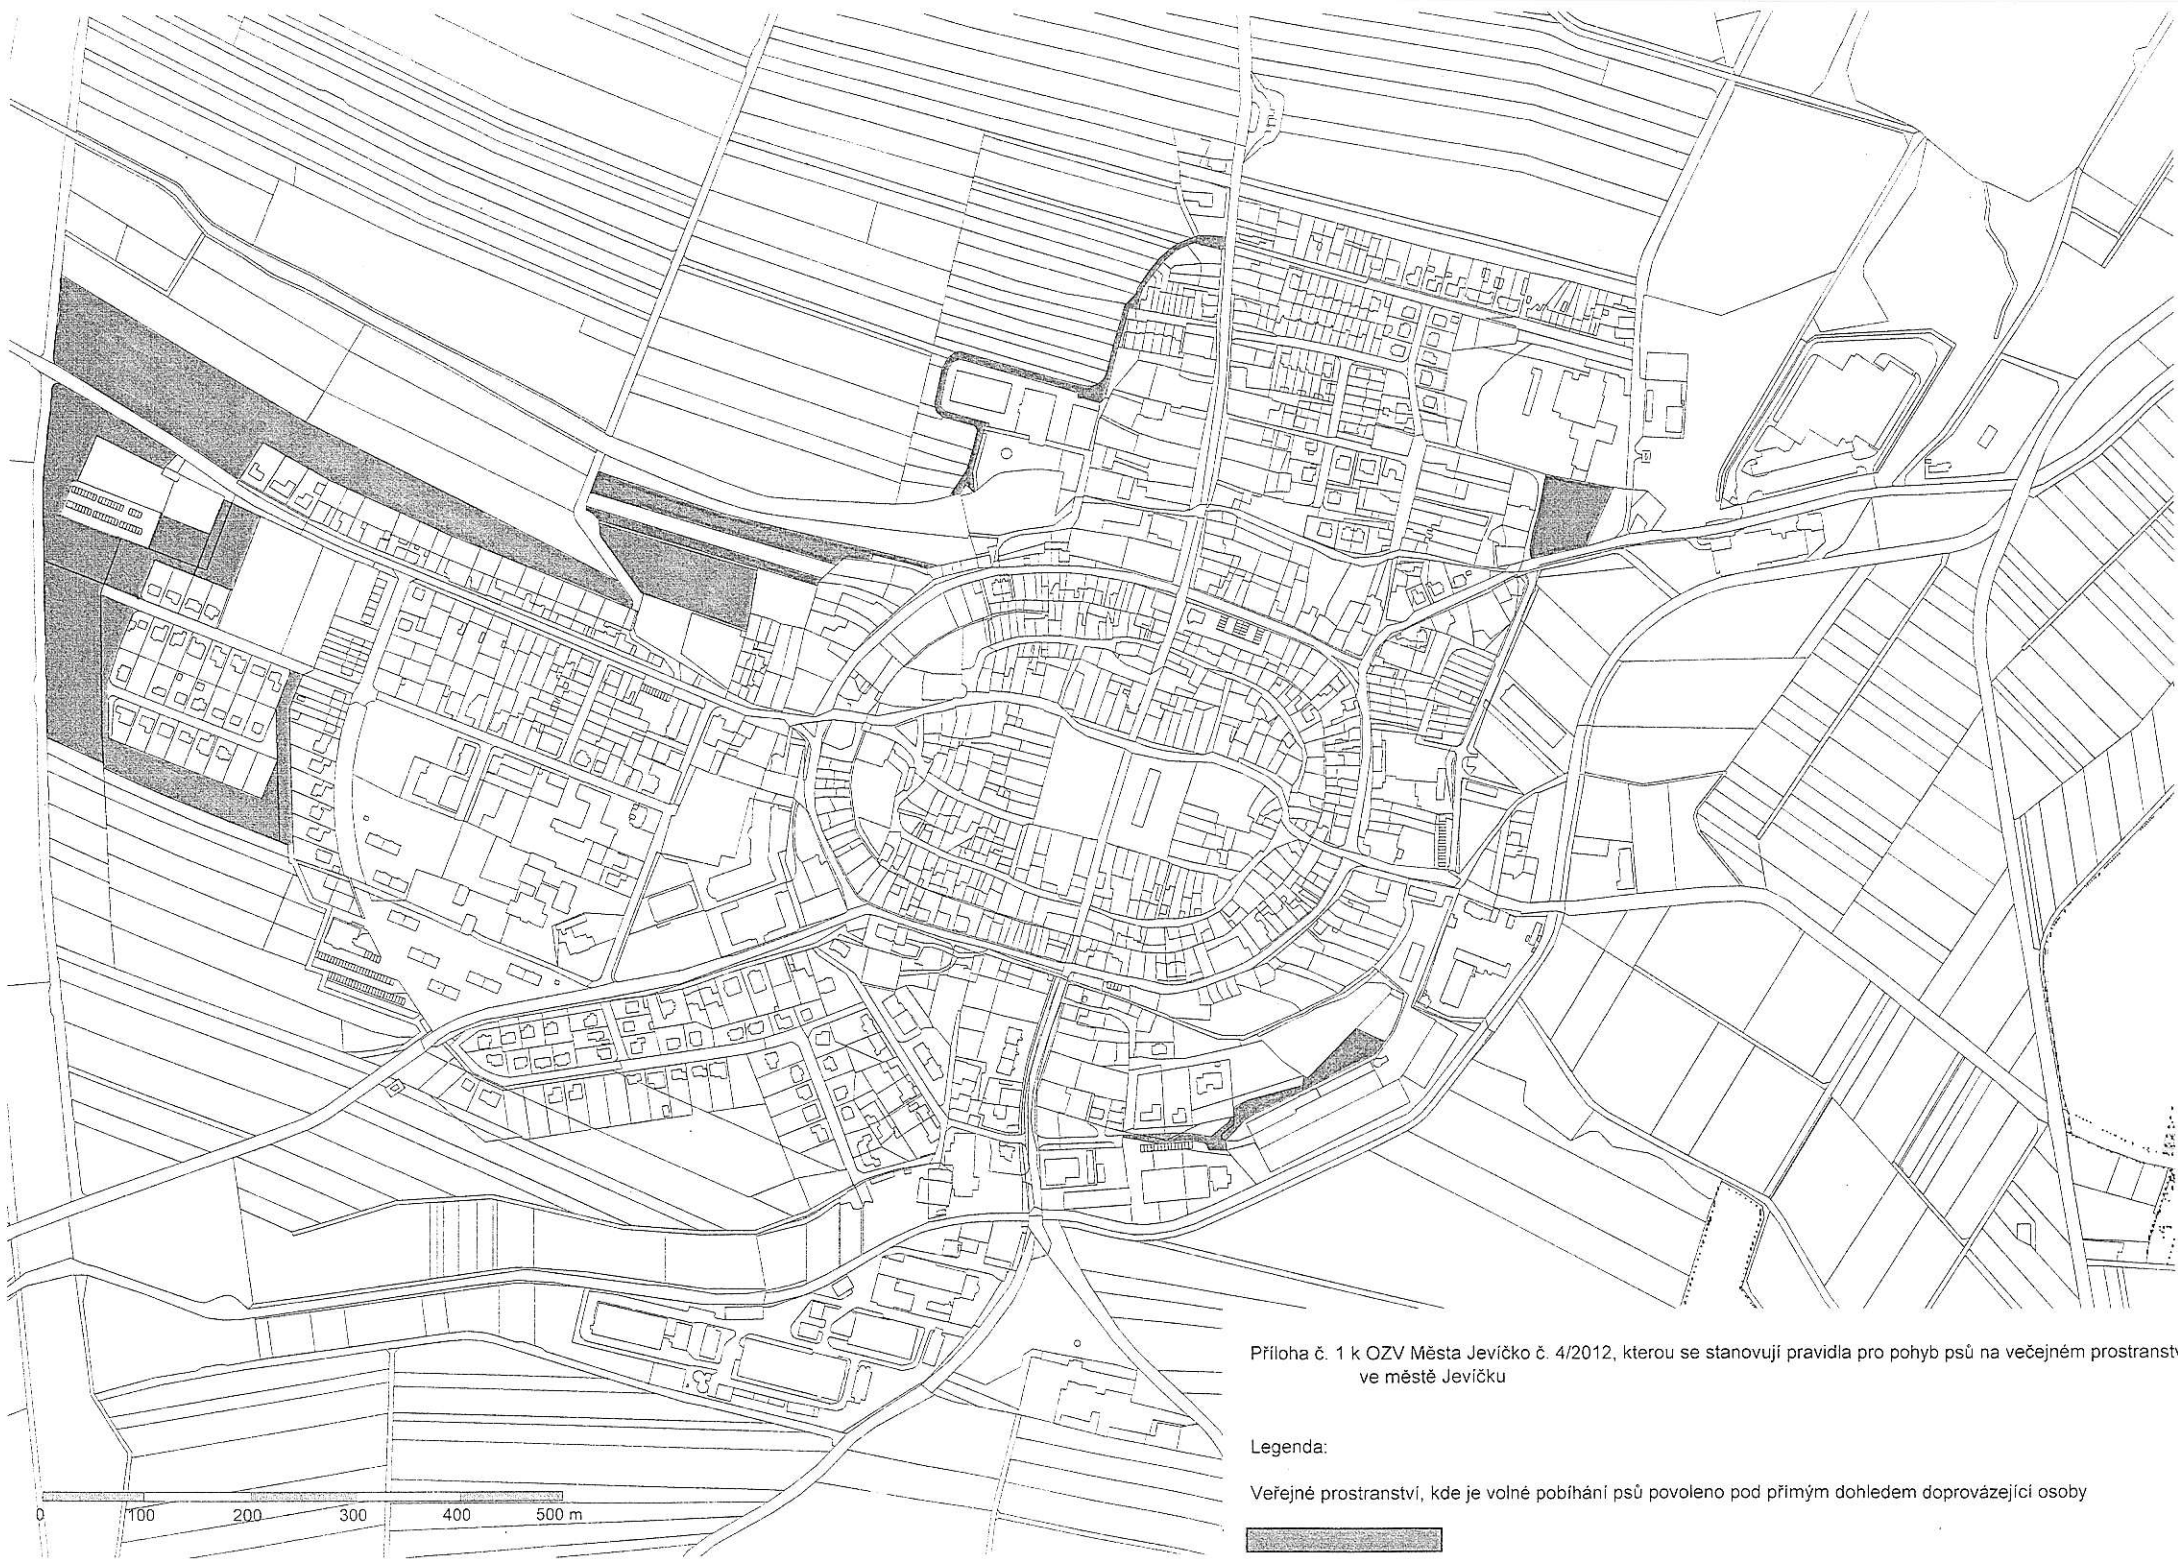 Příloha č. 1 k OZV Města Jevíčko č. 4/2012, kterou se stanovují pravidla pro pohyb psů na večejném prostranstv
ve městě Jevíčku
Legenda:
Veřejné prostranství, kde je volné pobíhání psů povoleno pod přímým dohledem doprovázející osoby
0 100 200 300 400 500 m